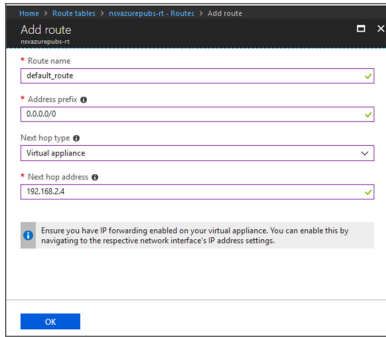 Home > Route tables > nsvazurepubs-rt - Routes > Add route
Add route
nsvazurepubs-rt
* Route name
default_route
* Address prefix
0.0.0.0/0
Next hop type
Virtual appliance
* Next hop address
192.168.2.4
Ensure you have IP forwarding enabled on your virtual appliance. You can enable this by
navigating to the respective network interface's IP address settings.
OK